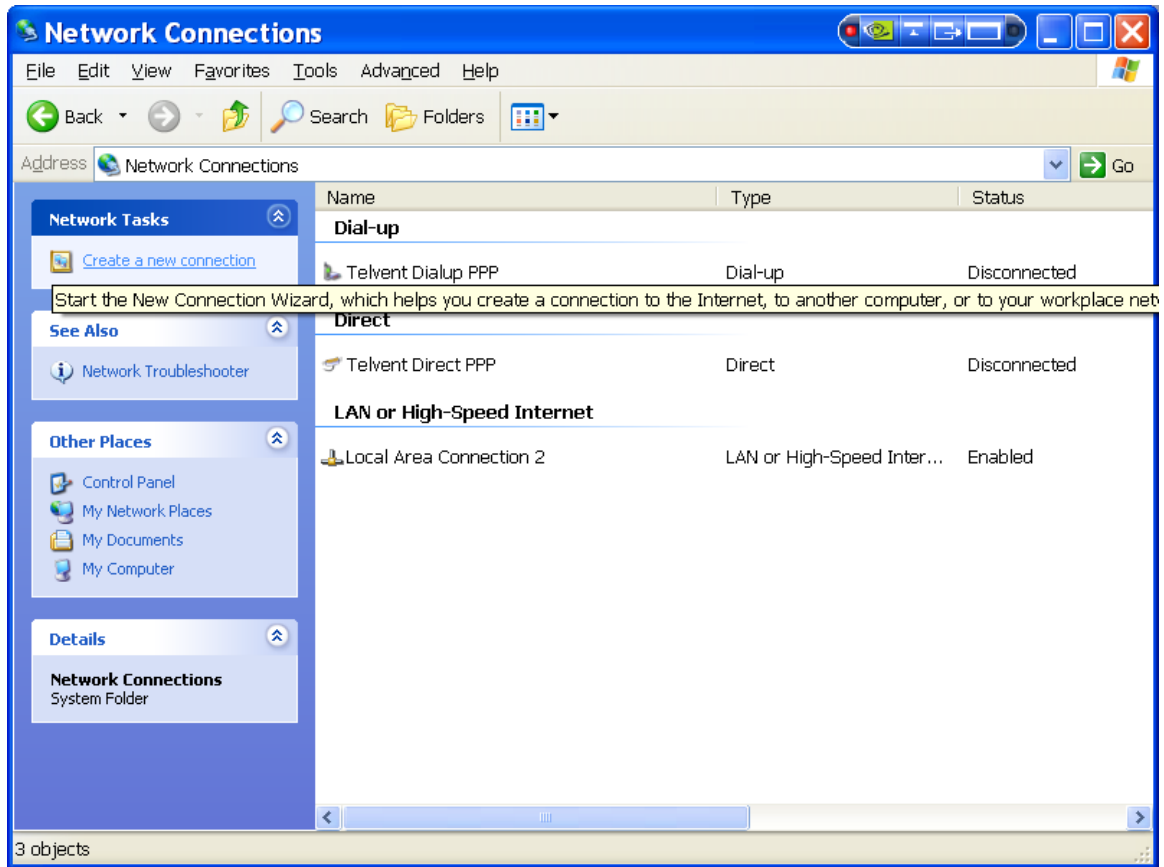 Network Connections
File Edit View Favorites Tools Advanced Help
Back Search Folders
Address Network Connections Go
Network Tasks
Create a new connection
See Also
Network Troubleshooter
Other Places
Control Panel
My Network Places
My Documents
My Computer
Details
Network Connections
System Folder
Name Type Status
Dial-up
Telvent Dialup PPP Dial-up Disconnected
Start the New Connection Wizard, which helps you create a connection to the Internet, to another computer, or to your workplace net
Direct
Telvent Direct PPP Direct Disconnected
LAN or High-Speed Internet
Local Area Connection 2 LAN or High-Speed Inter... Enabled
3 objects